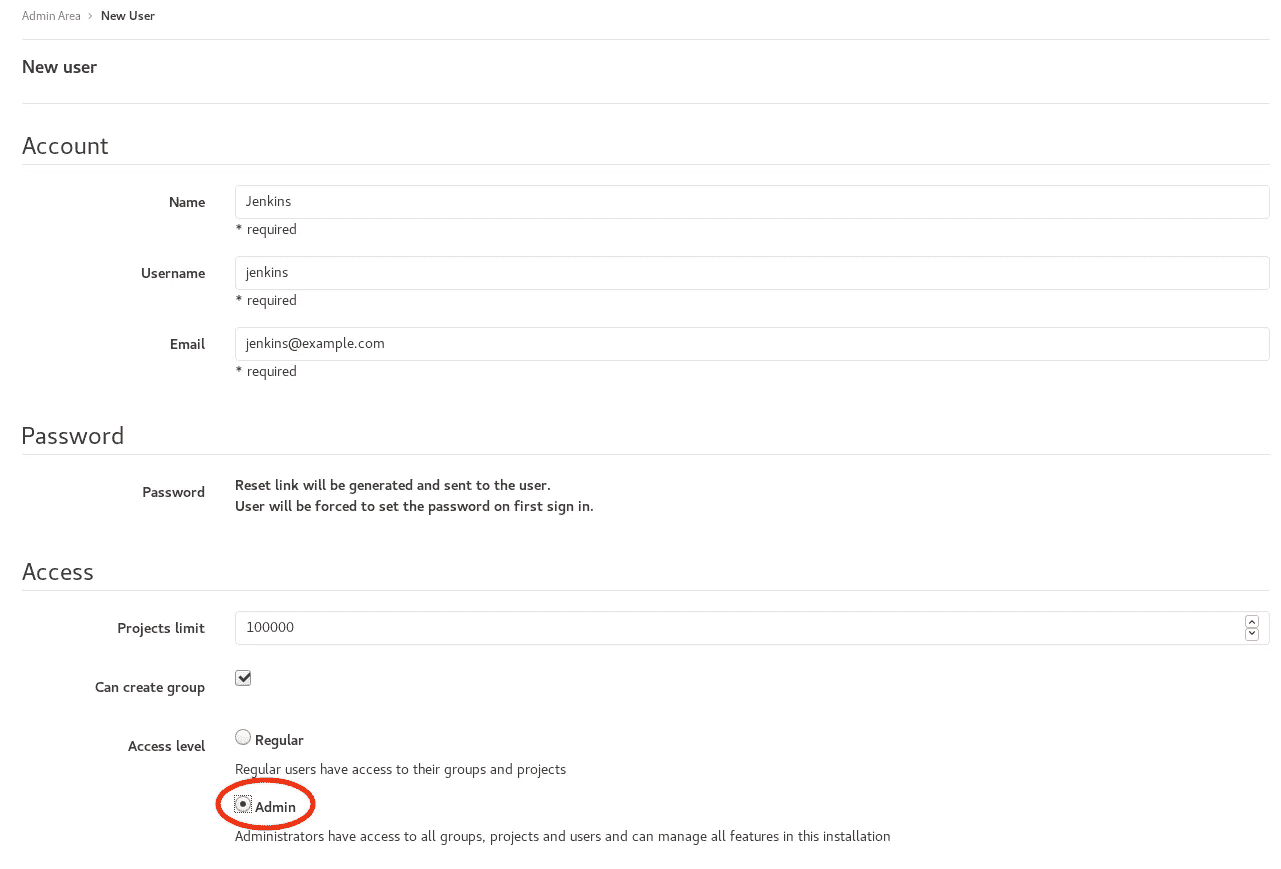 Admin Area › New User
New user
Account
Name
Jenkins
* required
Username
jenkins
* required
Email
jenkins@example.com
* required
Password
Password
Reset link will be generated and sent to the user.
User will be forced to set the password on first sign in.
Access
Projects limit
100000
Can create group
Access level
Regular
Regular users have access to their groups and projects
Admin
Administrators have access to all groups, projects and users and can manage all features in this installation